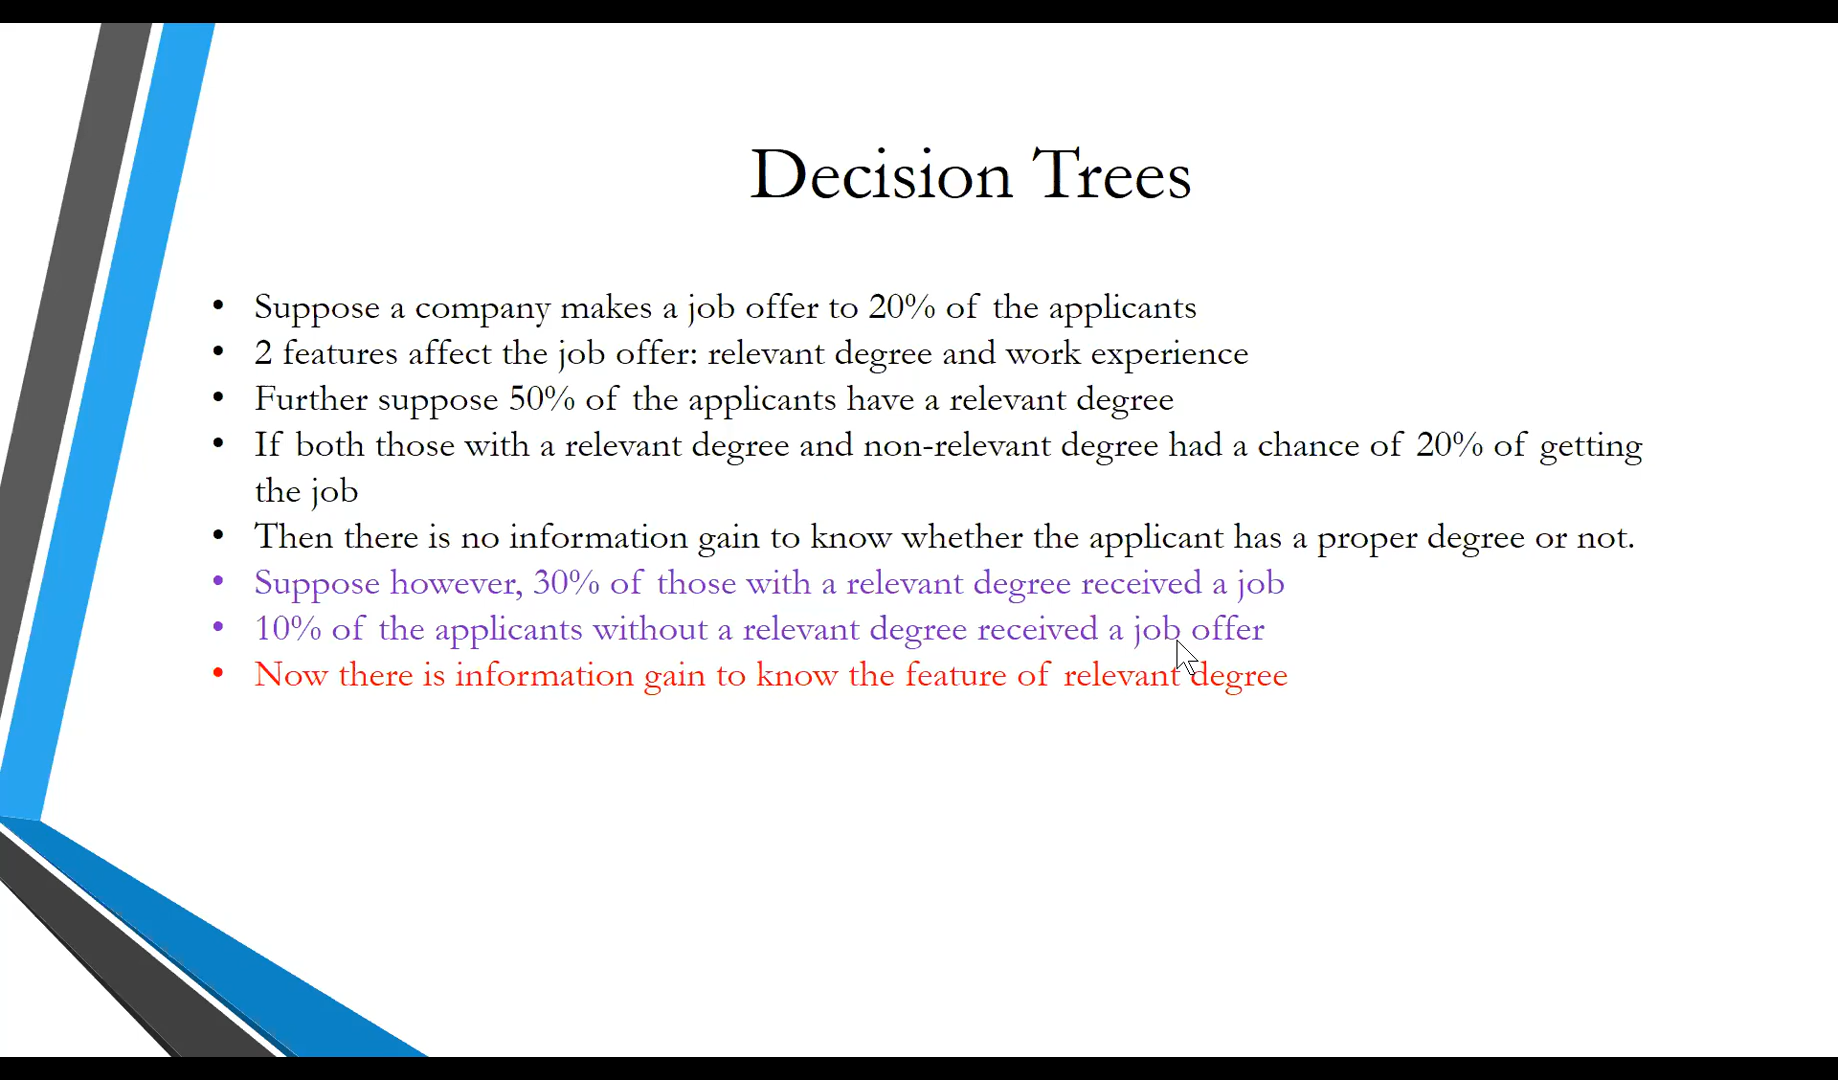 Decision Trees
• Suppose a company makes a job offer to 20% of the applicants
• 2 features affect the job offer: relevant degree and work experience
• Further suppose 50% of the applicants have a relevant degree
• If both those with a relevant degree and non-relevant degree had a chance of 20% of getting
the job
• Then there is no information gain to know whether the applicant has a proper degree or not.
• Suppose however, 30% of those with a relevant degree received a job
• 10% of the applicants without a relevant degree received a job offer
• Now there is information gain to know the feature of relevant degree